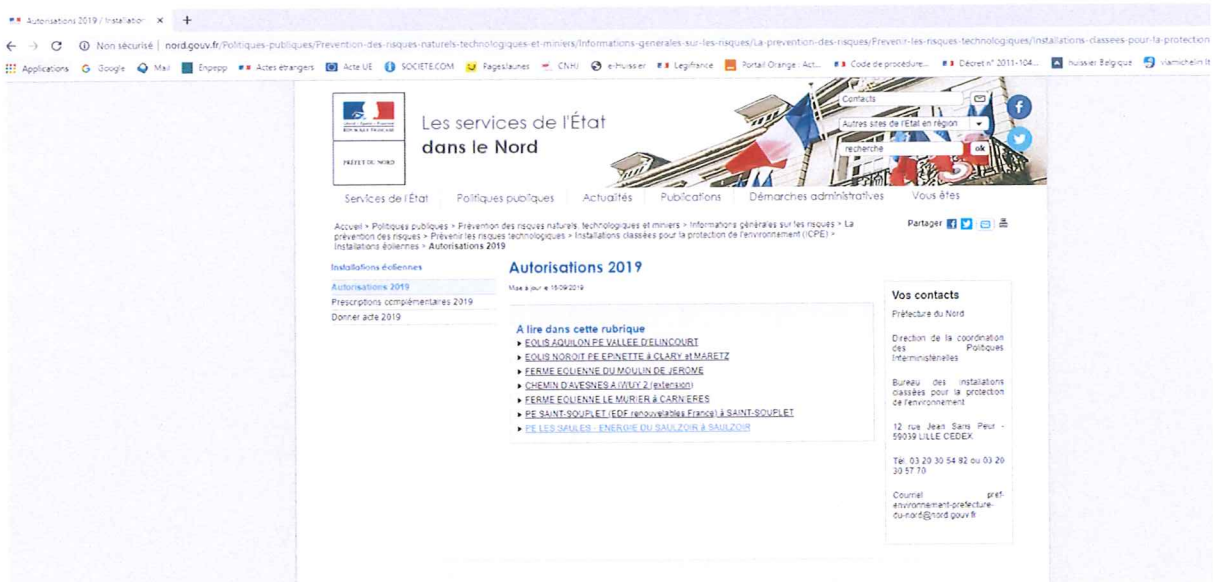 Autorisations 2019 / Installation
Non sécurisé | nord.gouv.fr/Politiques-publiques/Prevention-des-risques-naturels-technologiques-et-miniers/Informations-generales-sur-les-risques/La-prevention-des-risques/Prevenir-les-risques-technologiques/Installations-classees-pour-la-protection
Applications Google Mail Enpepp Actes étrangers Acte UE SOCIETE.COM PagesJaunes CNHJ e-Huissier Legifrance Portail Orange : Act... Code de procédure... Décret n° 2011-104... huissier Belgique viamichelin It
Liberté • Égalité • Fraternité
RÉPUBLIQUE FRANÇAISE
PRÉFET DU NORD
Les services de l'État
dans le Nord
Contacts
Autres sites de l'État en région
recherche ok
Services de l'État Politiques publiques Actualités Publications Démarches administratives Vous êtes
Accueil > Politiques publiques > Prévention des risques naturels, technologiques et miniers > Informations générales sur les risques > La
prévention des risques > Prévenir les risques technologiques > Installations classées pour la protection de l'environnement (ICPE) >
Installations éoliennes > Autorisations 2019
Partager
Installations éoliennes
Autorisations 2019
Prescriptions complémentaires 2019
Donner acte 2019
Autorisations 2019
Mise à jour le 16/09/2019
A lire dans cette rubrique
EOLIS AQUILON PE VALLEE D'ELINCOURT
EOLIS NOROIT PE EPINETTE à CLARY et MARETZ
FERME EOLIENNE DU MOULIN DE JEROME
CHEMIN D'AVESNES A IWUY 2 (extension)
FERME EOLIENNE LE MURIER à CARNIERES
PE SAINT-SOUPLET (EDF renouvelables France) à SAINT-SOUPLET
PE LES SAULES - ENERGIE DU SAULZOIR à SAULZOIR
Vos contacts
Préfecture du Nord
Direction de la coordination
des Politiques
Interministérielles
Bureau des installations
classées pour la protection
de l'environnement
12 rue Jean Sans Peur -
59039 LILLE CEDEX
Tél. 03 20 30 54 92 ou 03 20
30 57 70
Courriel pref-
environnement-prefecture-
du-nord@nord.gouv.fr